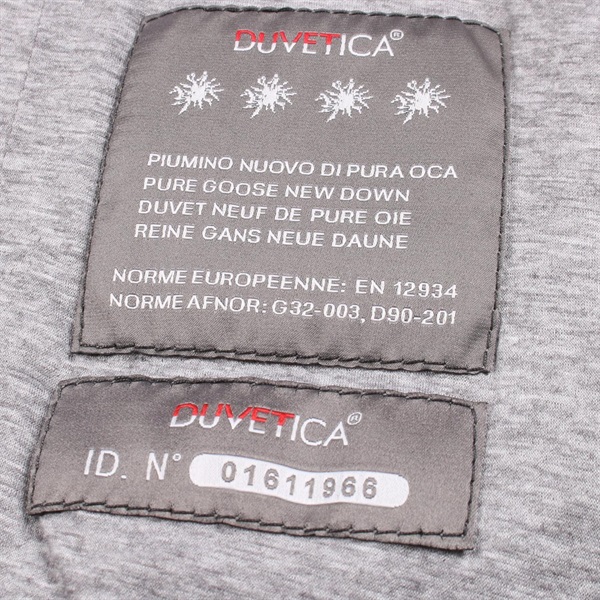 DUVETICA®
PIUMINO NUOVO DI PURA OCA
PURE GOOSE NEW DOWN
DUVET NEUF DE PURE OIE
REINE GANS NEUE DAUNE
NORME EUROPEENNE: EN 12934
NORME AFNOR: G32-003, D90-201
DUVETICA®
ID. N° 01611966